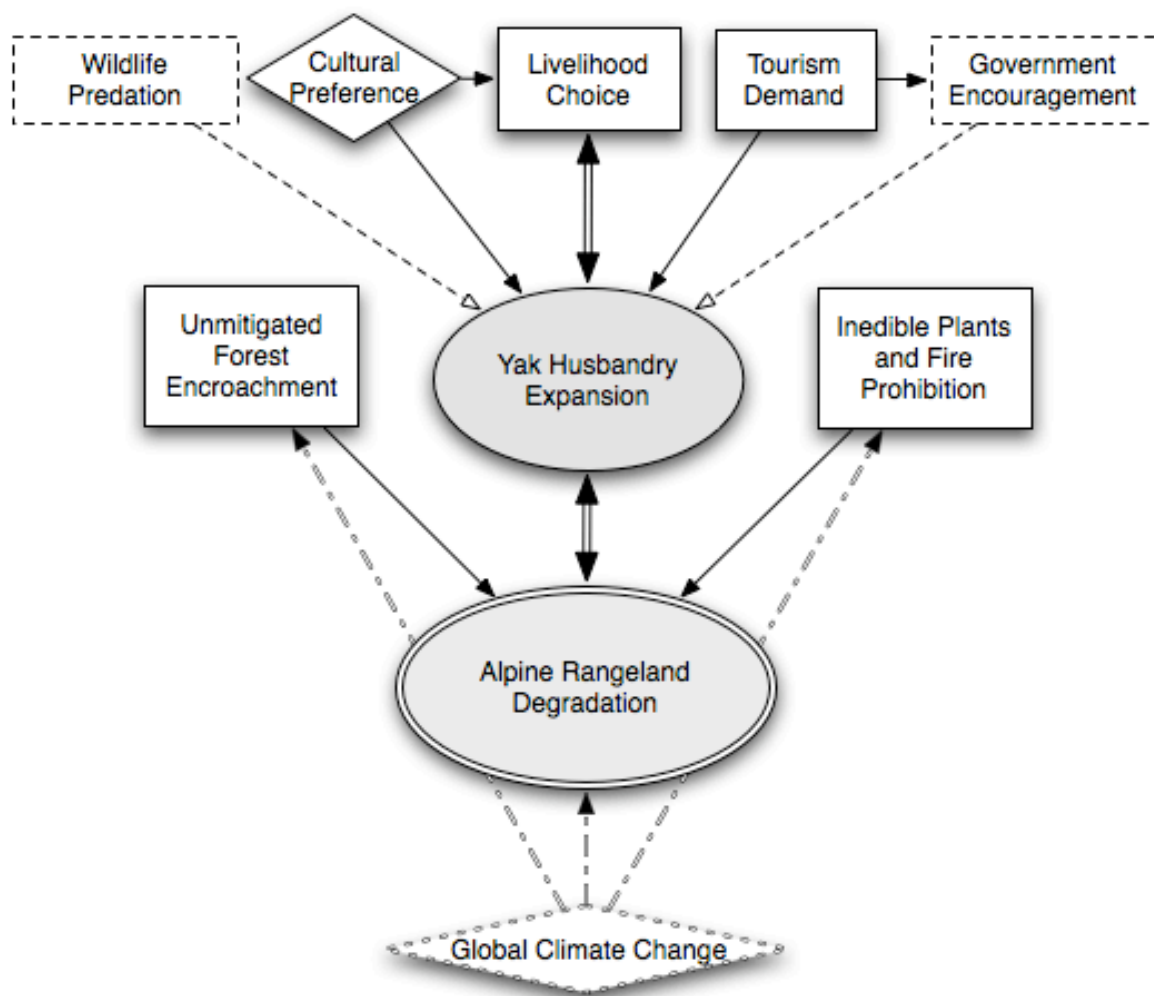 Wildlife
Predation
Cultural
Preference
Livelihood
Choice
Tourism
Demand
Government
Encouragement
Unmitigated
Forest
Encroachment
Yak Husbandry
Expansion
Inedible Plants
and Fire
Prohibition
Alpine Rangeland
Degradation
Global Climate Change